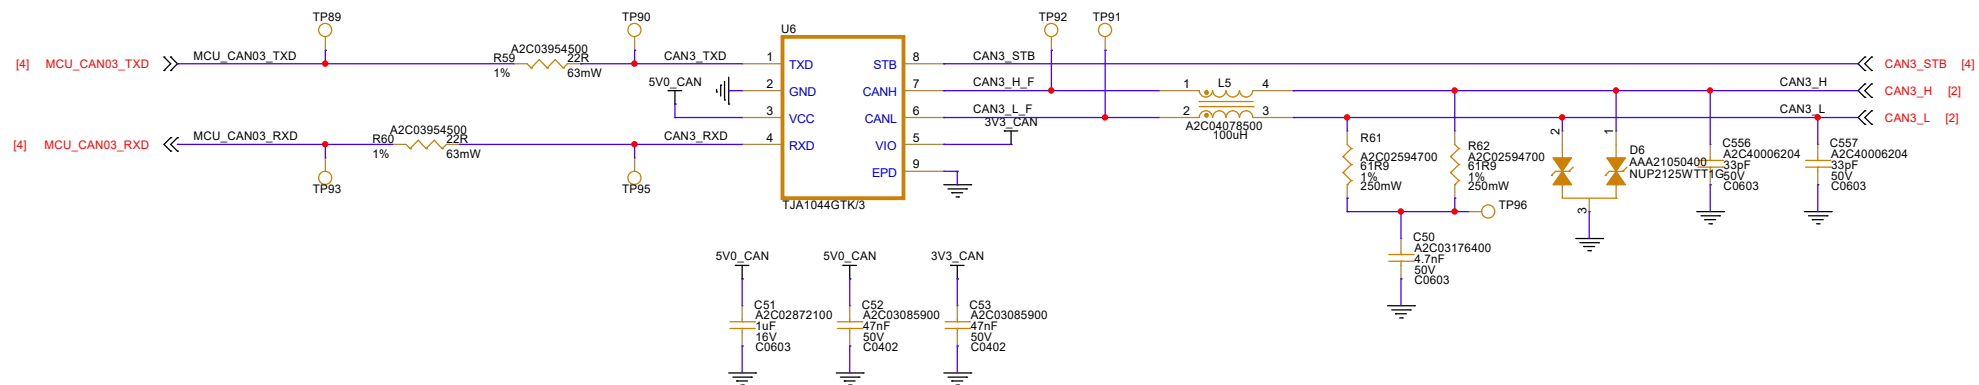 TP89
TP90
TP92
TP91
U6
[4] MCU_CAN03_TXD
MCU_CAN03_TXD
A2C03954500
R59
22R
1%
63mW
CAN3_TXD
1
TXD
STB
8
CAN3_STB
CAN3_STB [4]
5V0_CAN
2
GND
CANH
7
CAN3_H_F
1
L5
4
CAN3_H
CAN3_H [2]
3
VCC
CANL
6
CAN3_L_F
2
3
CAN3_L
CAN3_L [2]
A2C04078500
100uH
3V3_CAN
[4] MCU_CAN03_RXD
MCU_CAN03_RXD
A2C03954500
R60
22R
1%
63mW
CAN3_RXD
4
RXD
VIO
5
EPD
9
TP93
TP95
TJA1044GTK/3
R61
A2C02594700
61R9
1%
250mW
R62
A2C02594700
61R9
1%
250mW
TP96
2
1
3
D6
AAA21050400
NUP2125WTT1G
C556
A2C40006204
33pF
50V
C0603
C557
A2C40006204
33pF
50V
C0603
C50
A2C03176400
4.7nF
50V
C0603
5V0_CAN
C51
A2C02872100
1uF
16V
C0603
5V0_CAN
C52
A2C03085900
47nF
50V
C0402
3V3_CAN
C53
A2C03085900
47nF
50V
C0402